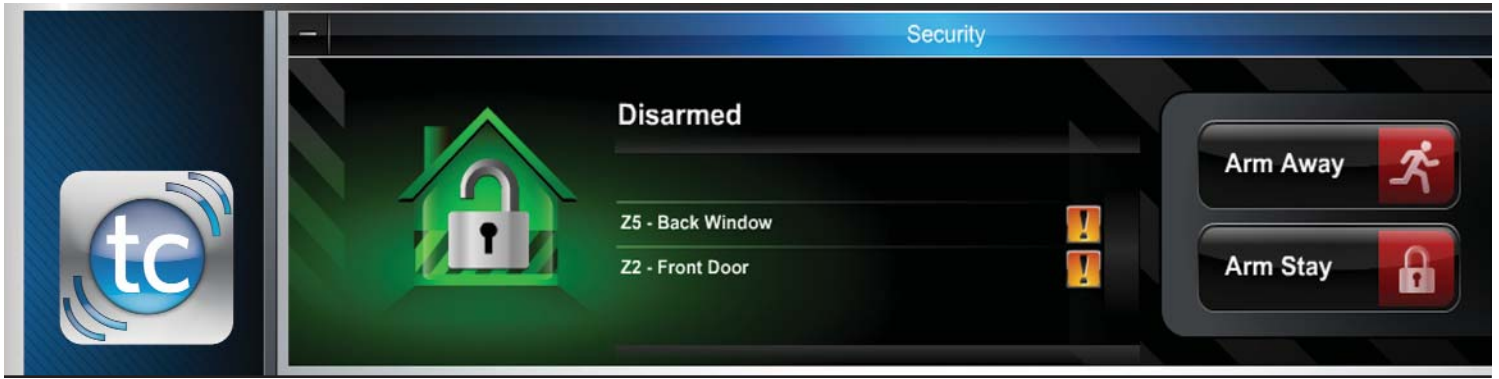 Security
tc
Disarmed
Z5 - Back Window
Z2 - Front Door
Arm Away
Arm Stay